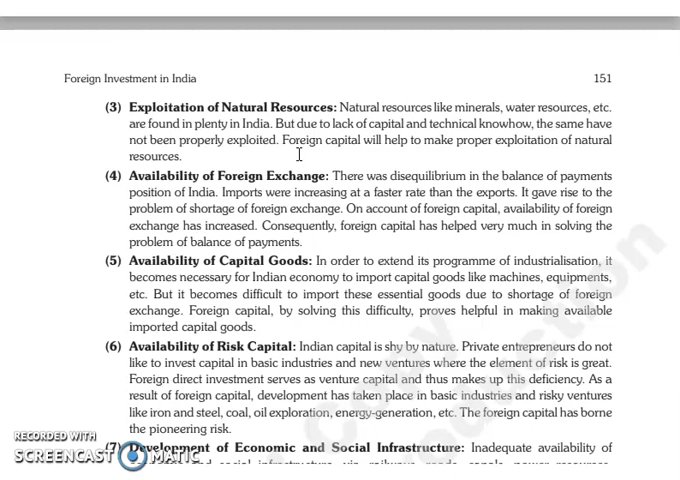 Foreign Investment in India 151
(3) Exploitation of Natural Resources: Natural resources like minerals, water resources, etc.
are found in plenty in India. But due to lack of capital and technical knowhow, the same have
not been properly exploited. Foreign capital will help to make proper exploitation of natural
resources.
(4) Availability of Foreign Exchange: There was disequilibrium in the balance of payments
position of India. Imports were increasing at a faster rate than the exports. It gave rise to the
problem of shortage of foreign exchange. On account of foreign capital, availability of foreign
exchange has increased. Consequently, foreign capital has helped very much in solving the
problem of balance of payments.
(5) Availability of Capital Goods: In order to extend its programme of industrialisation, it
becomes necessary for Indian economy to import capital goods like machines, equipments,
etc. But it becomes difficult to import these essential goods due to shortage of foreign
exchange. Foreign capital, by solving this difficulty, proves helpful in making available
imported capital goods.
(6) Availability of Risk Capital: Indian capital is shy by nature. Private entrepreneurs do not
like to invest capital in basic industries and new ventures where the element of risk is great.
Foreign direct investment serves as venture capital and thus makes up this deficiency. As a
result of foreign capital, development has taken place in basic industries and risky ventures
like iron and steel, coal, oil exploration, energy-generation, etc. The foreign capital has borne
the pioneering risk.
(7) Development of Economic and Social Infrastructure: Inadequate availability of
RECORDED WITH
SCREENCAST MATIC